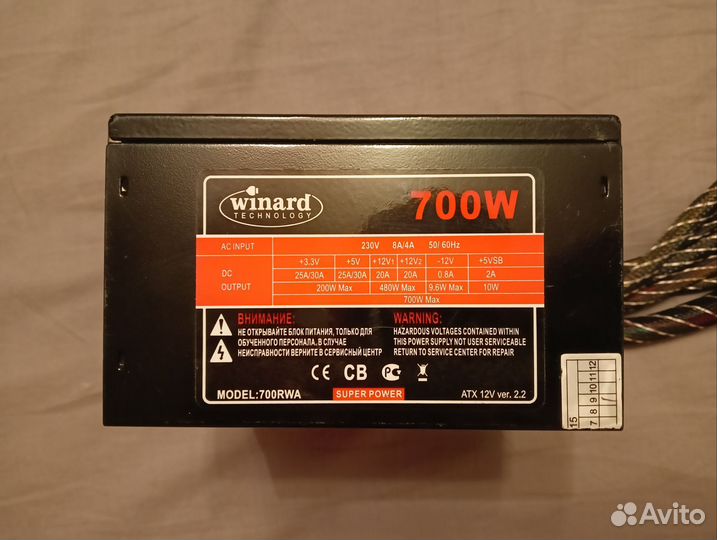 winard
TECHNOLOGY
700W
AC INPUT 230V 8A/4A 50/ 60Hz
DC OUTPUT +3.3V +5V +12V1 +12V2 -12V +5VSB
25A/30A 25A/30A 20A 20A 0.8A 2A
200W Max 480W Max 9.6W Max 10W
700W Max
ВНИМАНИЕ:
НЕ ОТКРЫВАЙТЕ БЛОК ПИТАНИЯ, ТОЛЬКО ДЛЯ
ОБУЧЕННОГО ПЕРСОНАЛА. В СЛУЧАЕ
НЕИСПРАВНОСТИ ВЕРНИТЕ В СЕРВИСНЫЙ ЦЕНТР
WARNING:
HAZARDOUS VOLTAGES CONTAINED WITHIN
THIS POWER SUPPLY NOT USER SERVICEABLE
RETURN TO SERVICE CENTER FOR REPAIR
CE CB PC
MODEL:700RWA SUPER POWER ATX 12V ver. 2.2
15
7 8 9 10 11 12
Avito